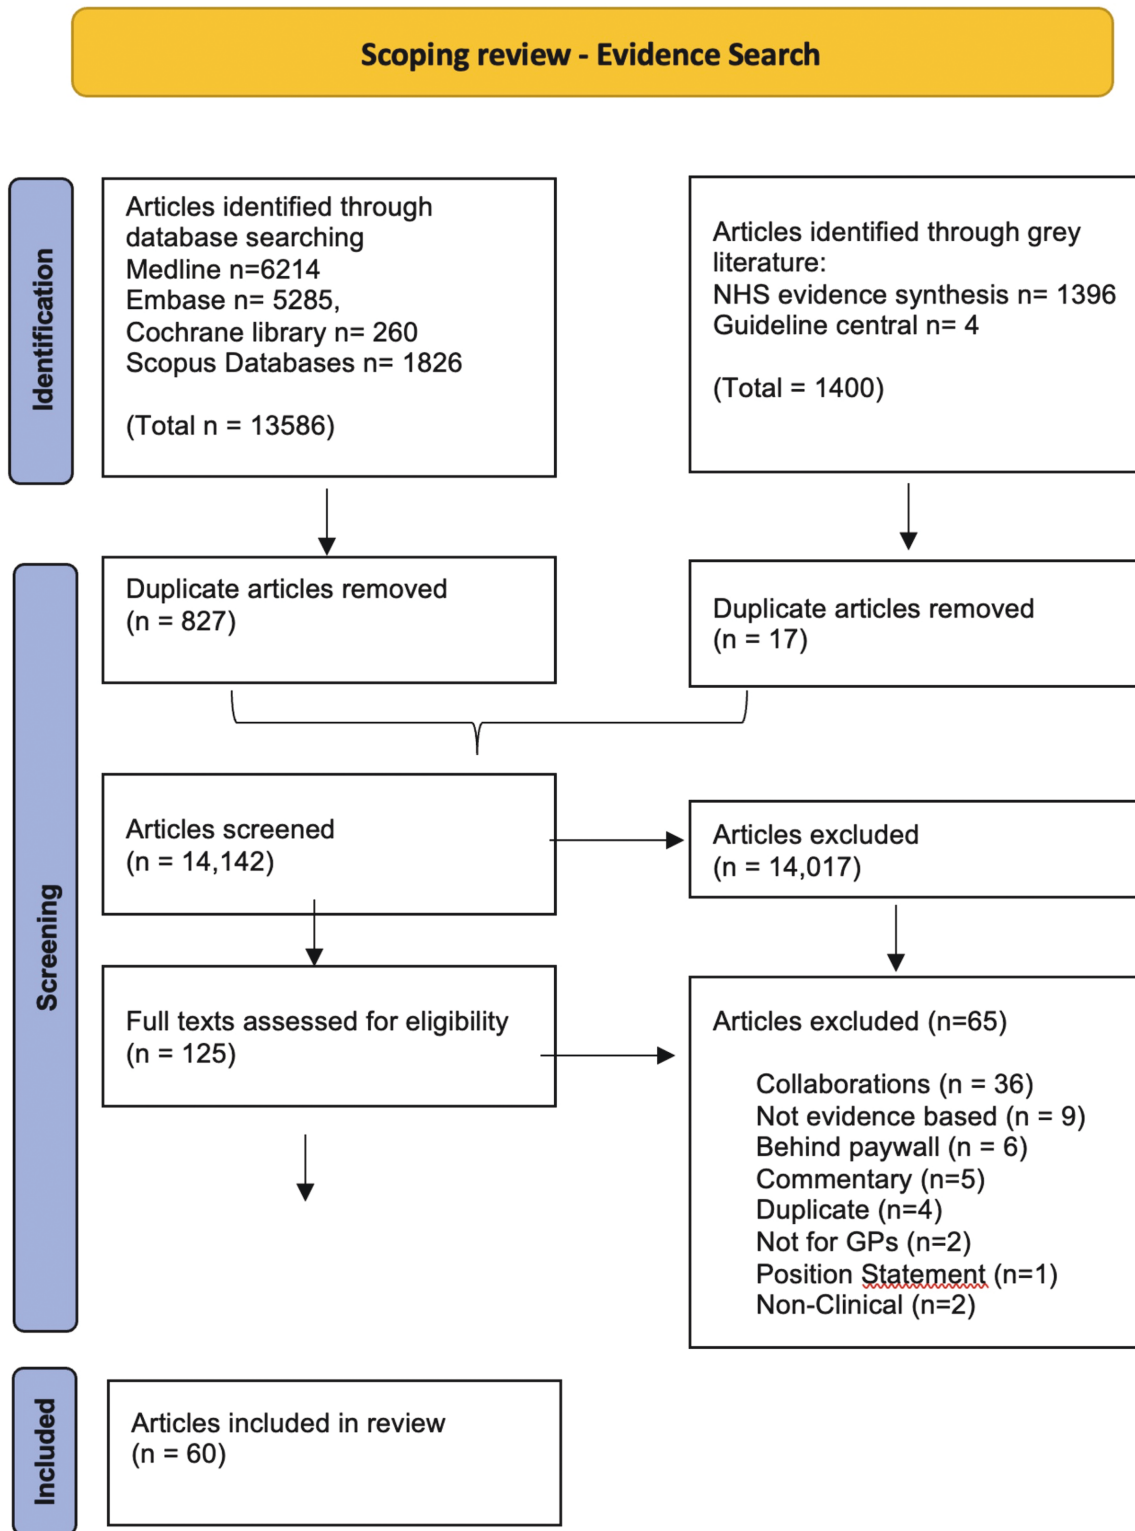 Scoping review - Evidence Search
Identification
Articles identified through
database searching
Medline n=6214
Embase n= 5285,
Cochrane library n= 260
Scopus Databases n= 1826
(Total n = 13586)
Articles identified through grey
literature:
NHS evidence synthesis n= 1396
Guideline central n= 4
(Total = 1400)
Screening
Duplicate articles removed
(n = 827)
Duplicate articles removed
(n = 17)
Articles screened
(n = 14,142)
Articles excluded
(n = 14,017)
Full texts assessed for eligibility
(n = 125)
Articles excluded (n=65)
Collaborations (n = 36)
Not evidence based (n = 9)
Behind paywall (n = 6)
Commentary (n=5)
Duplicate (n=4)
Not for GPs (n=2)
Position Statement (n=1)
Non-Clinical (n=2)
Included
Articles included in review
(n = 60)